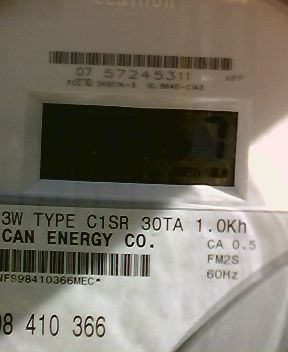 CENTRON
07 57245311
3W TYPE C1SR 30TA 1.0Kh
CAN ENERGY CO.
CA 0.5
FM2S
60Hz
NFS98410366MEC*
98 410 366